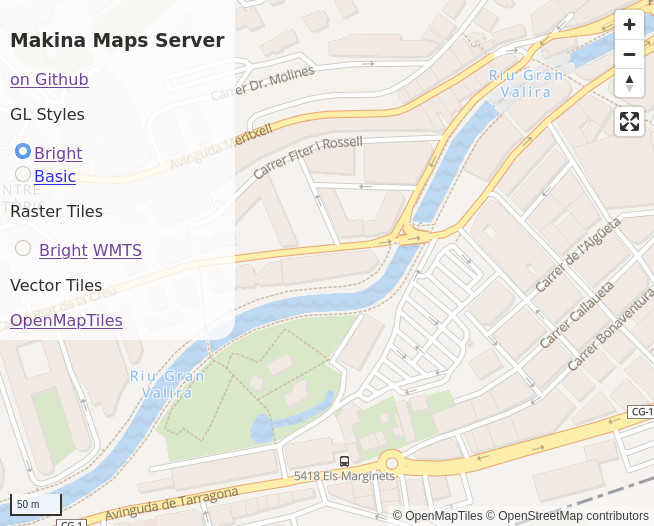 Makina Maps Server
on Github
GL Styles
Bright
Basic
Raster Tiles
Bright WMTS
Vector Tiles
OpenMapTiles
Carrer Dr. Molines
Riu Gran
Valira
Avinguda Meritxell
Carrer Fiter I Rossell
Carrer de l'Algüeta
Carrer Callaueta
Carrer Bonaventura
Prat de la Creu
Riu Gran
Valira
CG-1
5418 Els Marginets
Avinguda de Tarragona
CG-1
50 m
© OpenMapTiles © OpenStreetMap contributors